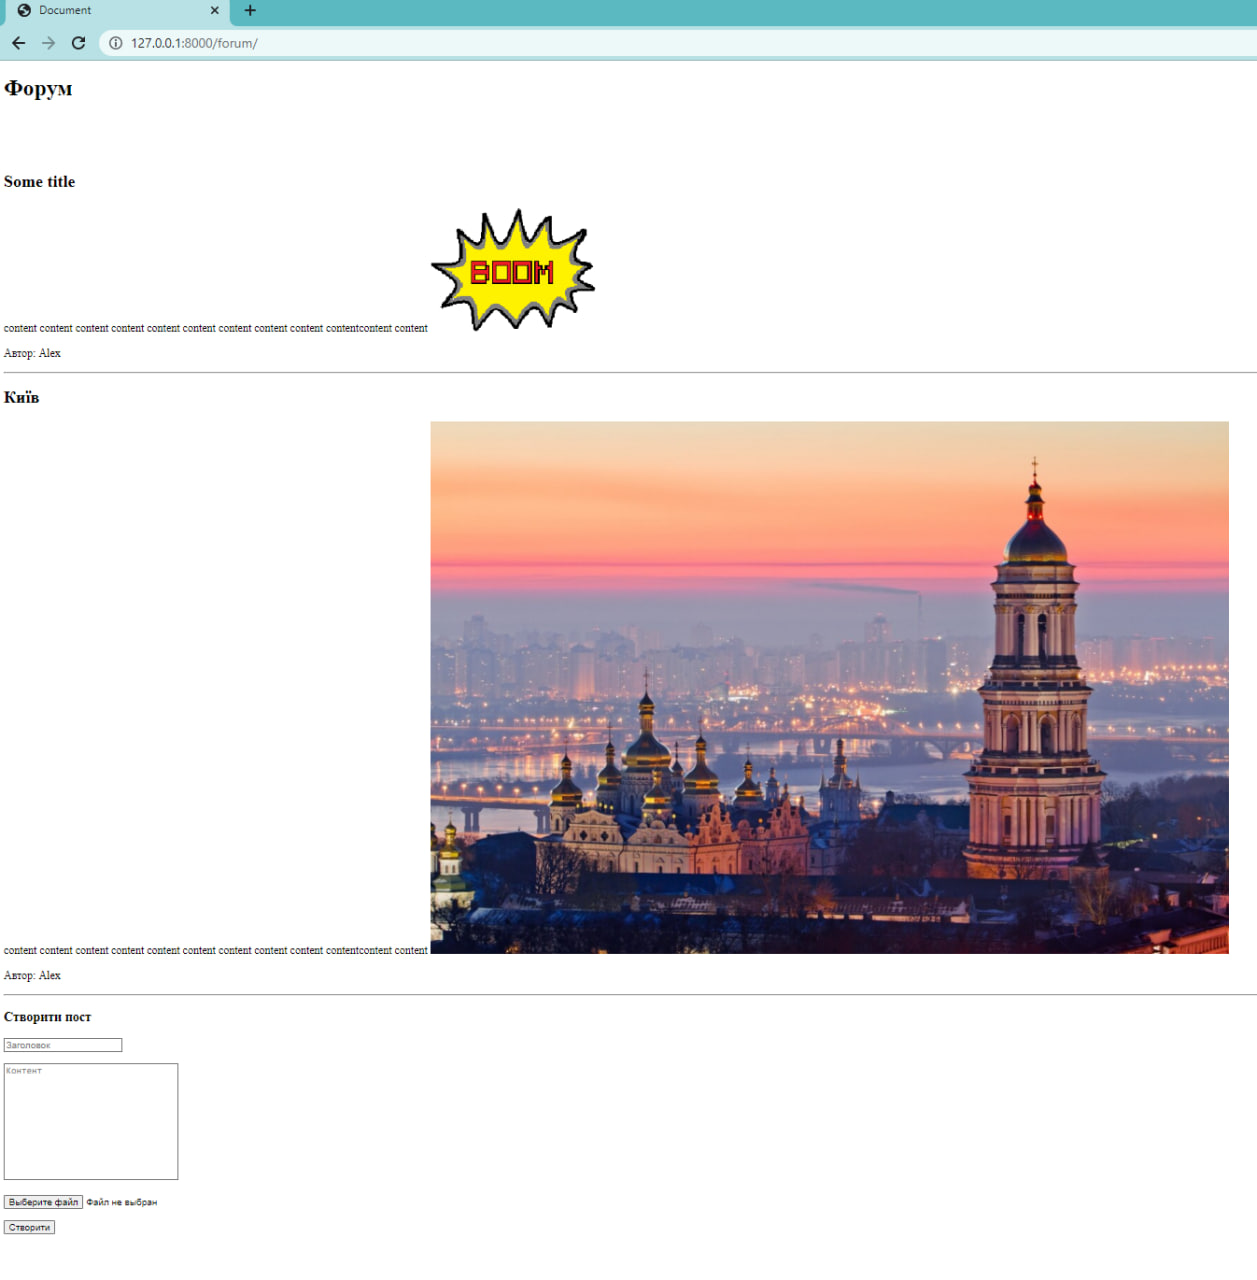 Document
127.0.0.1:8000/forum/
Форум
Some title
BOOM
content content content content content content content content content contentcontent content
Автор: Alex
Київ
content content content content content content content content content contentcontent content
Автор: Alex
Створити пост
Заголовок
Контент
Выберите файл Файл не выбран
Створити